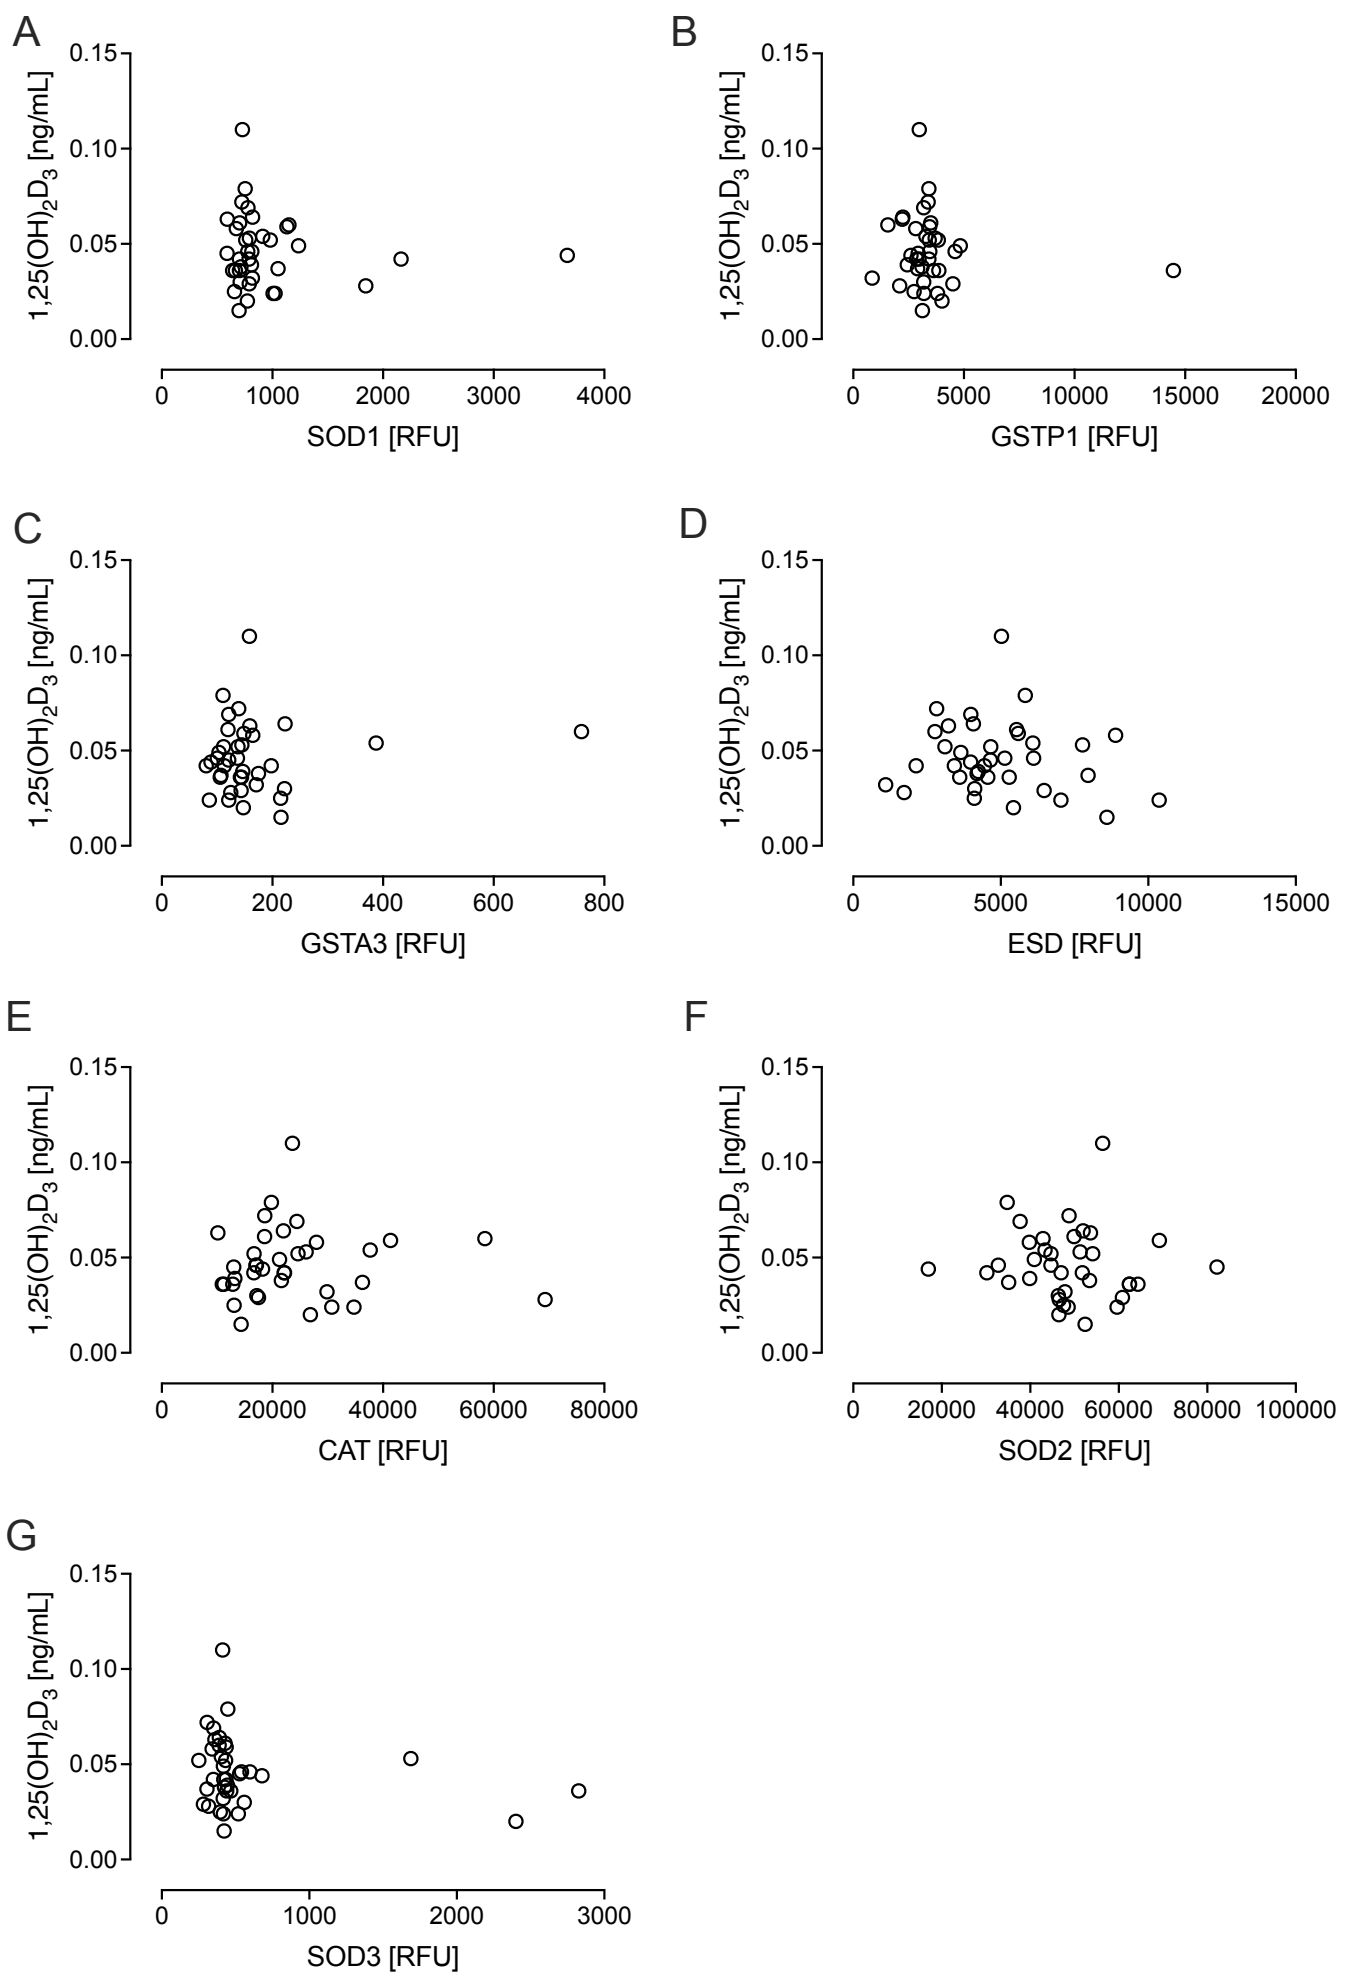 A
B
0.15
0.10
0.05
0.00
1,25(OH)2D3 [ng/mL]
0 1000 2000 3000 4000
SOD1 [RFU]
0.15
0.10
0.05
0.00
1,25(OH)2D3 [ng/mL]
0 5000 10000 15000 20000
GSTP1 [RFU]
C
D
0.15
0.10
0.05
0.00
1,25(OH)2D3 [ng/mL]
0 200 400 600 800
GSTA3 [RFU]
0.15
0.10
0.05
0.00
1,25(OH)2D3 [ng/mL]
0 5000 10000 15000
ESD [RFU]
E
F
0.15
0.10
0.05
0.00
1,25(OH)2D3 [ng/mL]
0 20000 40000 60000 80000
CAT [RFU]
0.15
0.10
0.05
0.00
1,25(OH)2D3 [ng/mL]
0 20000 40000 60000 80000 100000
SOD2 [RFU]
G
0.15
0.10
0.05
0.00
1,25(OH)2D3 [ng/mL]
0 1000 2000 3000
SOD3 [RFU]